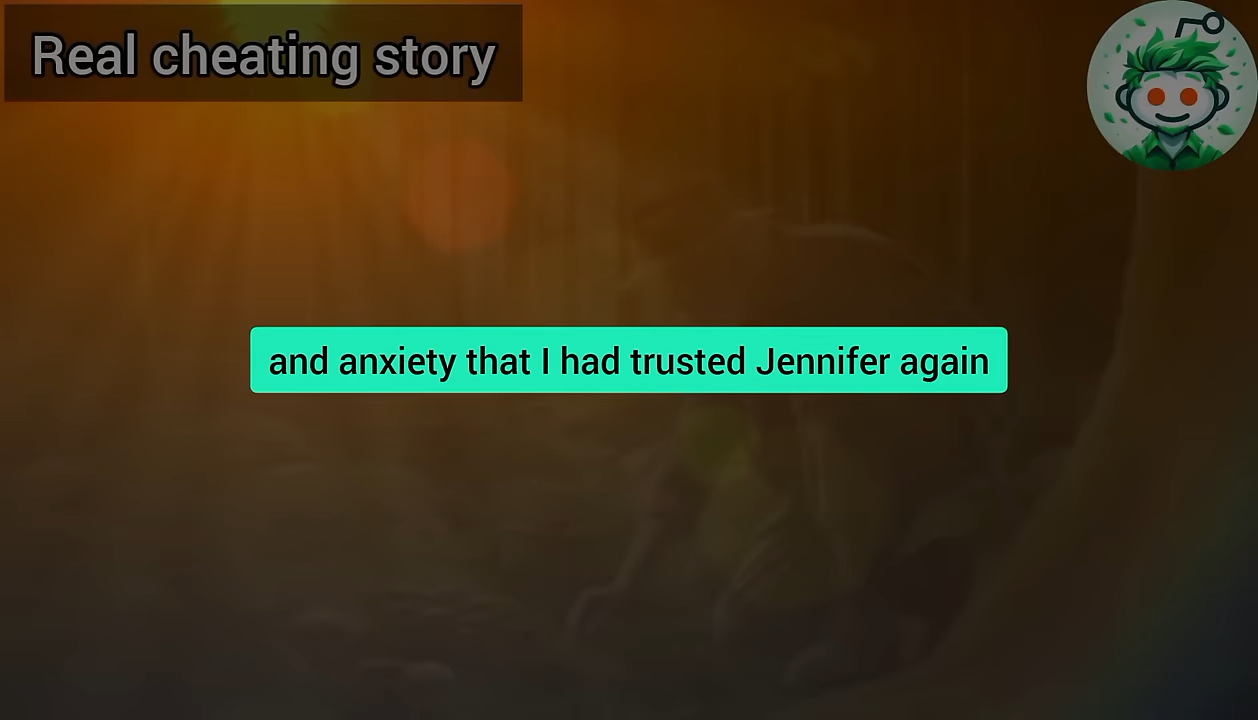 Real cheating story
and anxiety that I had trusted Jennifer again